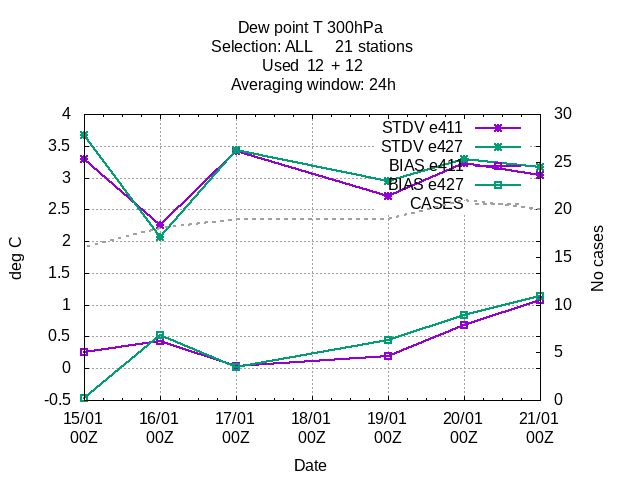 Dew point T 300hPa
Selection: ALL 21 stations
Used 12 + 12
Averaging window: 24h
STDV e411
STDV e427
BIAS e411
BIAS e427
CASES
4
3.5
3
2.5
2
1.5
1
0.5
0
-0.5
deg C
30
25
20
15
10
5
0
No cases
15/01 16/01 17/01 18/01 19/01 20/01 21/01
00Z 00Z 00Z 00Z 00Z 00Z 00Z
Date